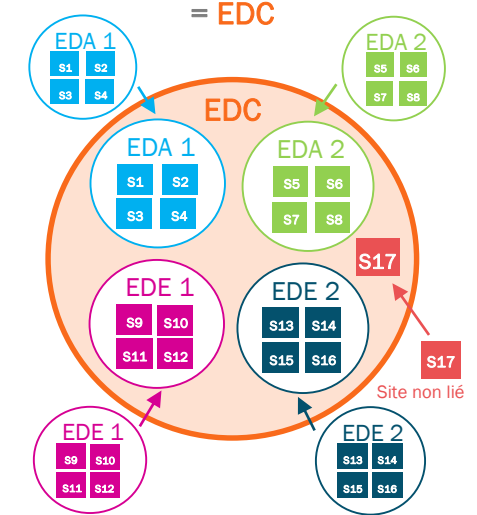 = EDC
EDA 1
S1 S2
S3 S4
EDA 2
S5 S6
S7 S8
EDC
EDA 1
S1 S2
S3 S4
EDA 2
S5 S6
S7 S8
S17
EDE 1
S9 S10
S11 S12
EDE 2
S13 S14
S15 S16
S17
Site non lié
EDE 1
S9 S10
S11 S12
EDE 2
S13 S14
S15 S16